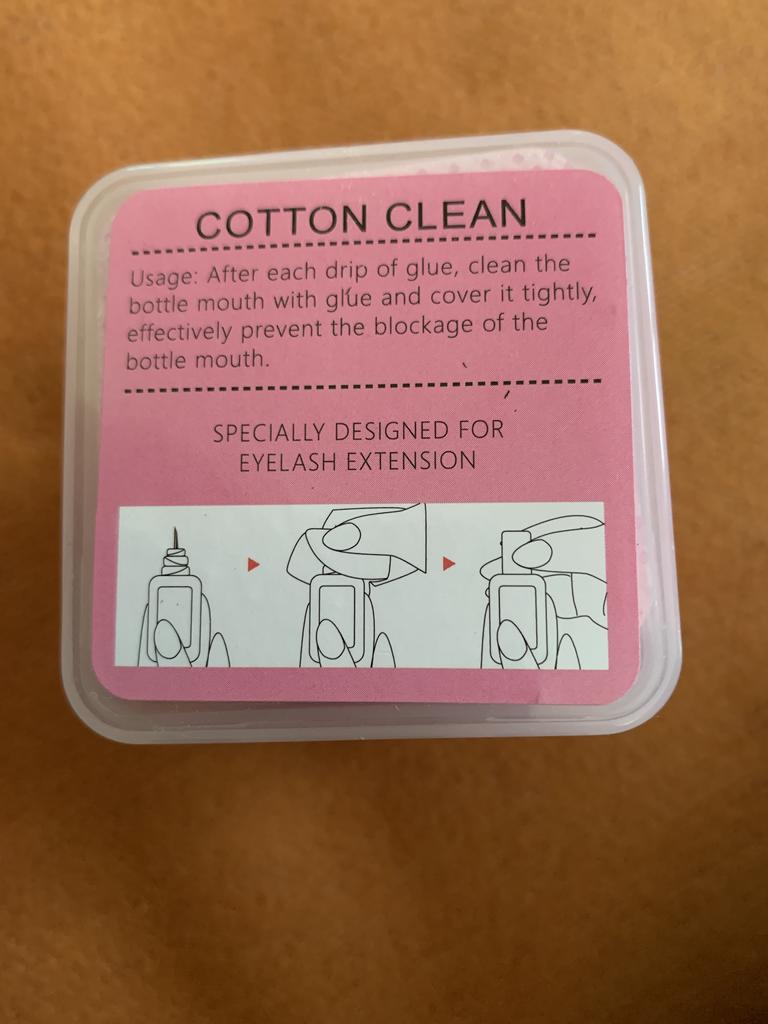 COTTON CLEAN
Usage: After each drip of glue, clean the
bottle mouth with glue and cover it tightly,
effectively prevent the blockage of the
bottle mouth.
SPECIALLY DESIGNED FOR
EYELASH EXTENSION